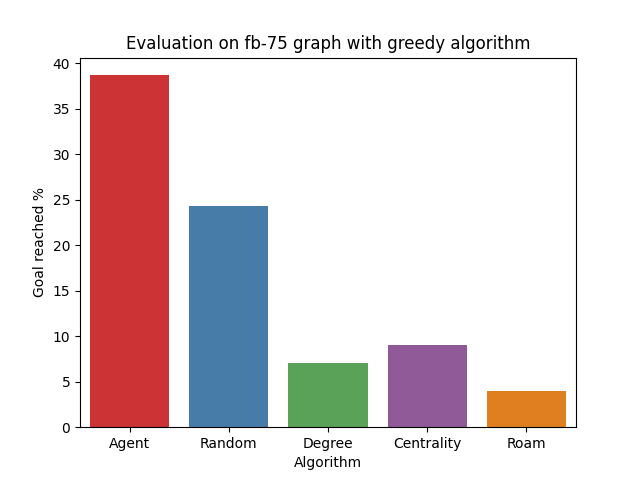 Evaluation on fb-75 graph with greedy algorithm
Goal reached %
40
35
30
25
20
15
10
5
0
Agent Random Degree Centrality Roam
Algorithm